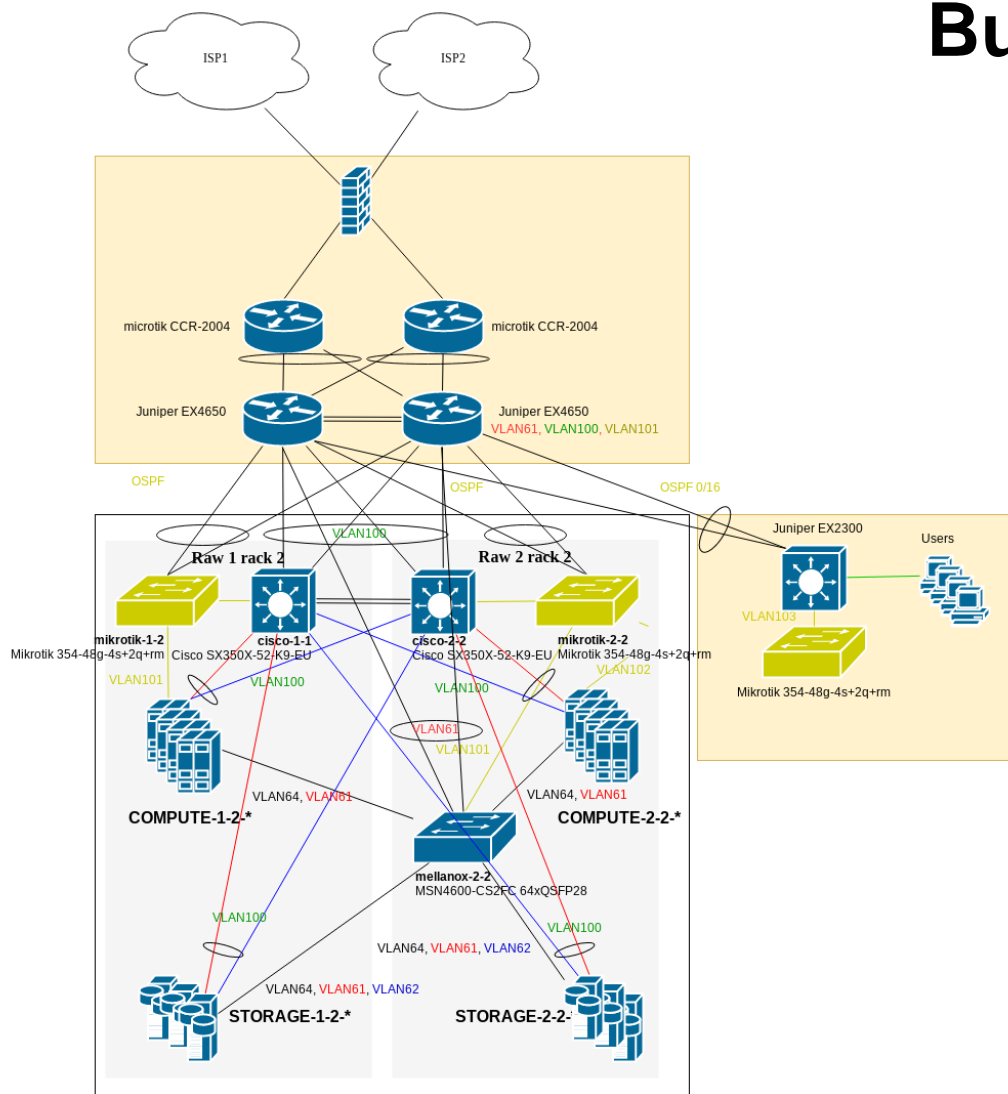 Bu
ISP1
ISP2
microtik CCR-2004
microtik CCR-2004
Juniper EX4650
Juniper EX4650
VLAN61, VLAN100, VLAN101
OSPF
OSPF
OSPF 0/16
VLAN100
Raw 1 rack 2
Raw 2 rack 2
Juniper EX2300
Users
mikrotik-1-2
Mikrotik 354-48g-4s+2q+rm
cisco-1-1
Cisco SX350X-52-K9-EU
cisco-2-2
Cisco SX350X-52-K9-EU
mikrotik-2-2
Mikrotik 354-48g-4s+2q+rm
VLAN103
Mikrotik 354-48g-4s+2q+rm
VLAN101
VLAN100
VLAN100
VLAN102
VLAN61
VLAN101
VLAN64, VLAN61
VLAN64, VLAN61
COMPUTE-1-2-*
COMPUTE-2-2-*
mellanox-2-2
MSN4600-CS2FC 64xQSFP28
VLAN100
VLAN100
VLAN64, VLAN61, VLAN62
VLAN64, VLAN61, VLAN62
STORAGE-1-2-*
STORAGE-2-2-*